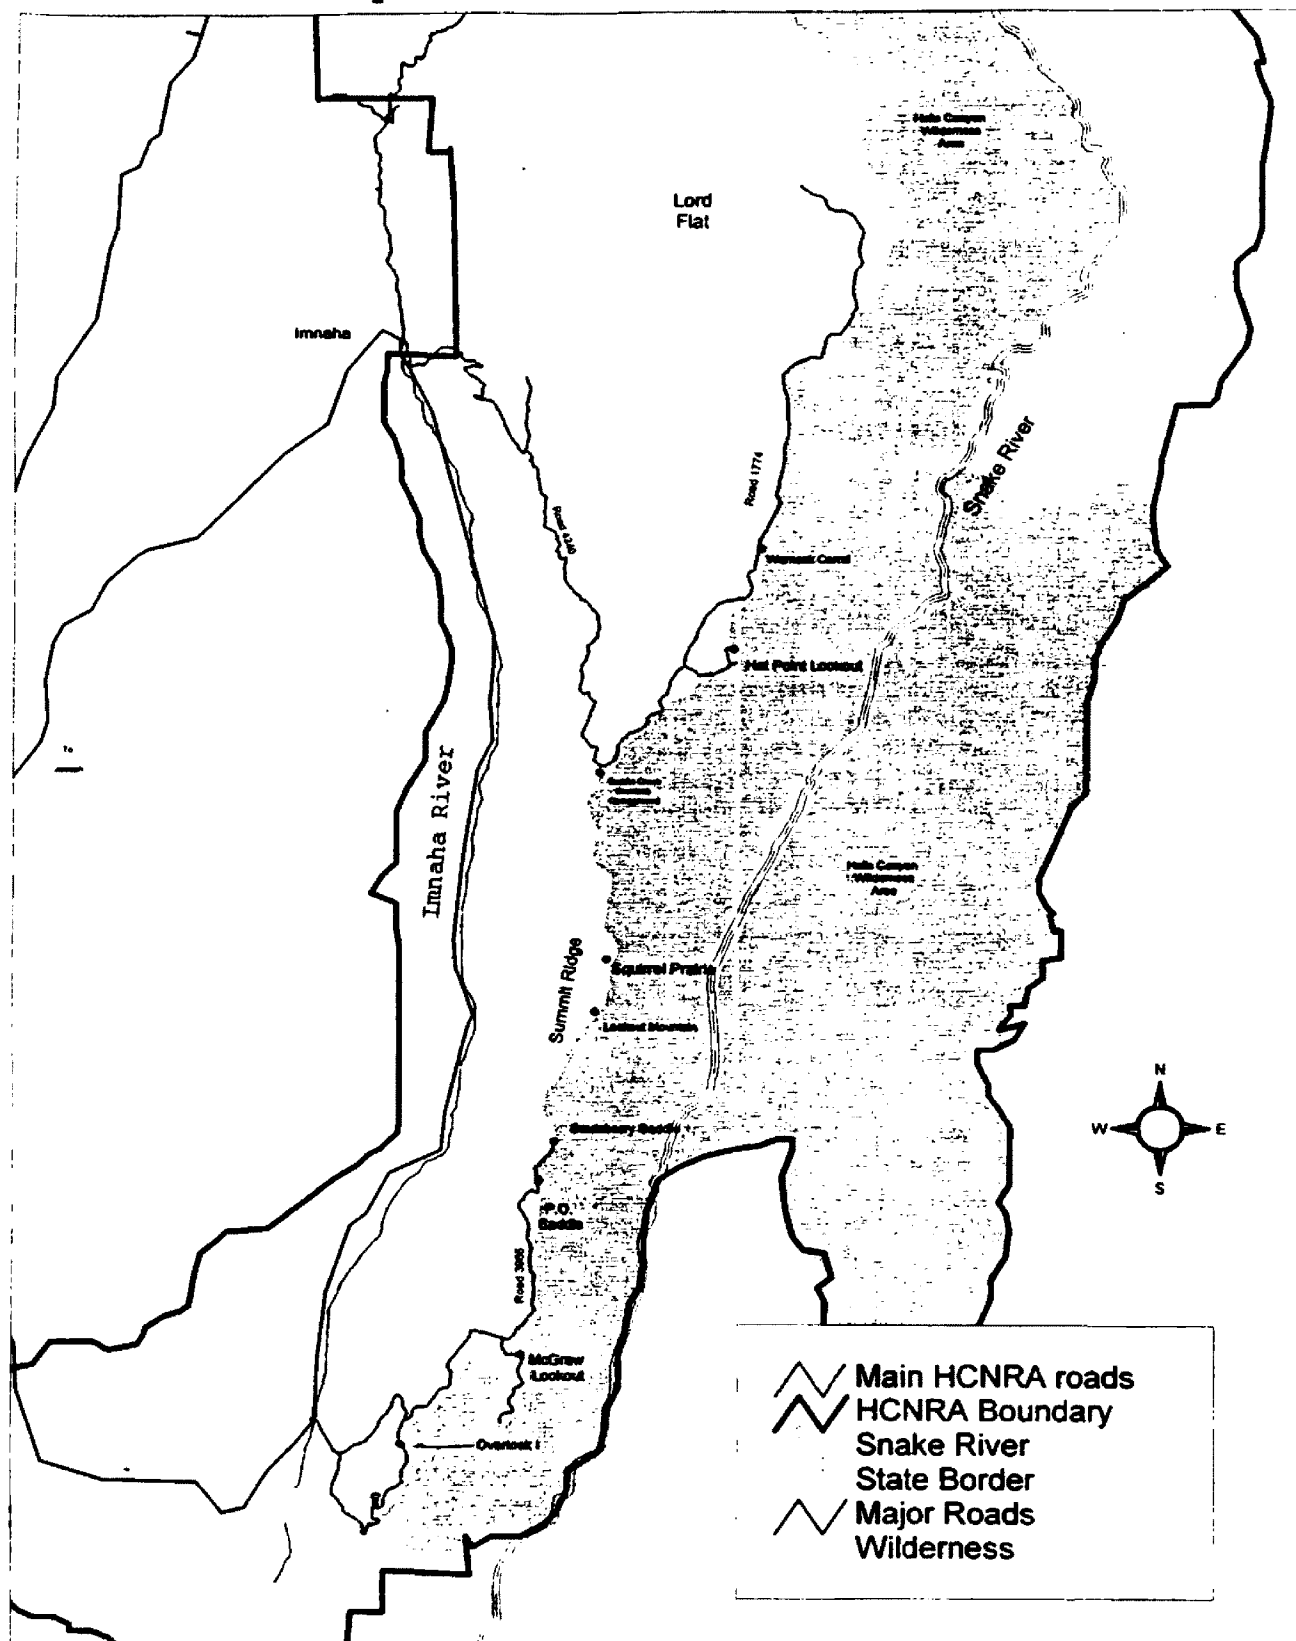 Hells Canyon
Wilderness
Area
Lord
Flat
Imnaha
Snake River
Road 1774
Road 4240
Warnock Corral
Hat Point Lookout
To
Imnaha River
Hells Canyon
Wilderness
Area
Summit Ridge
Squirrel Prairie
Lookout Mountain
N
W
E
S
Saddle
P.O.
Saddle
Road 3965
McGraw
Lookout
Overlook I
Main HCNRA roads
HCNRA Boundary
Snake River
State Border
Major Roads
Wilderness